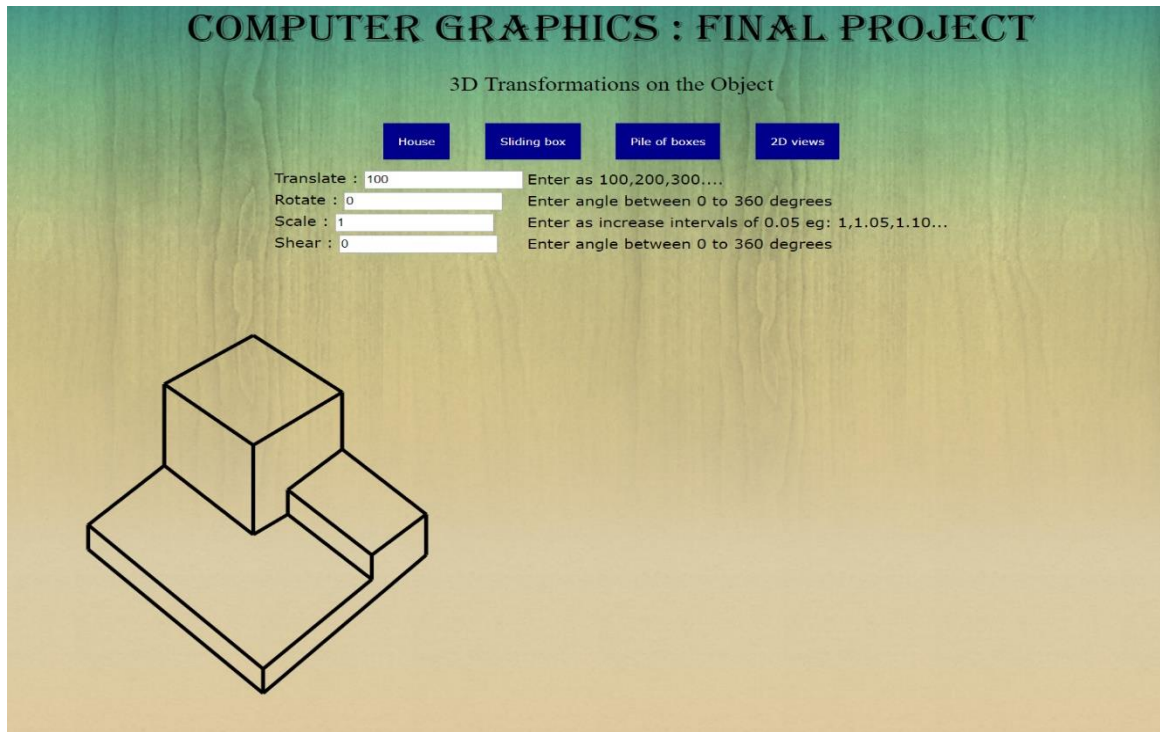 COMPUTER GRAPHICS : FINAL PROJECT
3D Transformations on the Object
House Sliding box Pile of boxes 2D views
Translate : 100 Enter as 100,200,300....
Rotate : 0 Enter angle between 0 to 360 degrees
Scale : 1 Enter as increase intervals of 0.05 eg: 1,1.05,1.10...
Shear : 0 Enter angle between 0 to 360 degrees